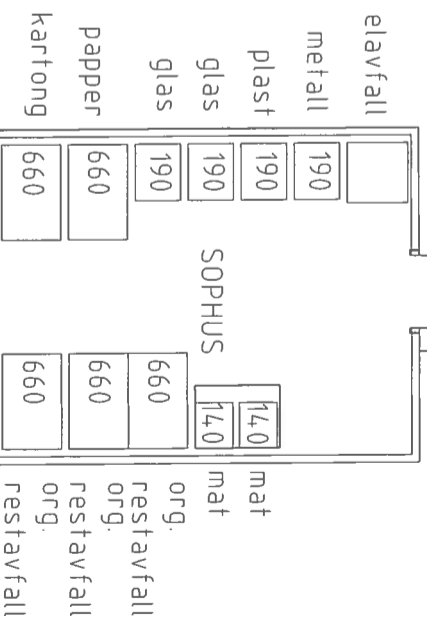 elavfall
metall
plast
glas
glas
papper
kartong
190
190
190
190
660
660
SOPHUS
140
140
660
660
660
mat
mat
org.
restavfall
org.
restavfall
org.
restavfall